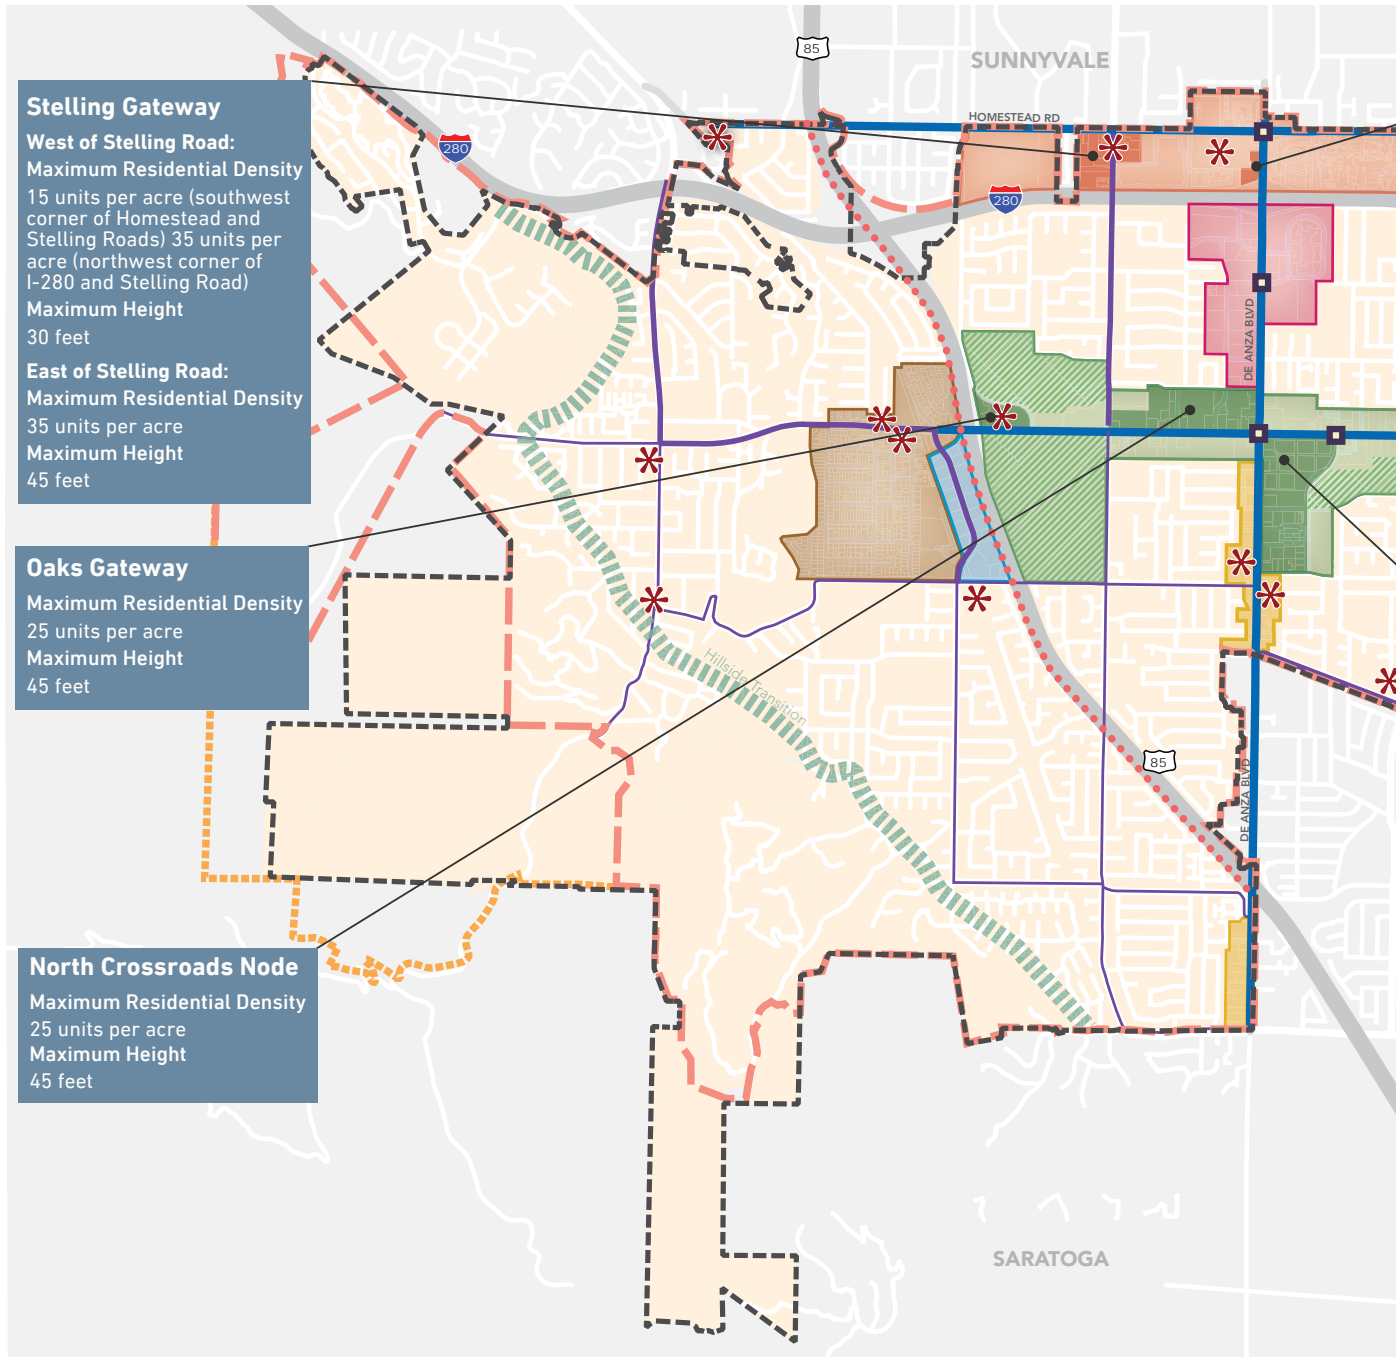 SUNNYVALE
85
HOMESTEAD RD
280
280
Stelling Gateway
West of Stelling Road:
Maximum Residential Density
15 units per acre (southwest
corner of Homestead and
Stelling Roads) 35 units per
acre (northwest corner of
I-280 and Stelling Road)
Maximum Height
30 feet
East of Stelling Road:
Maximum Residential Density
35 units per acre
Maximum Height
45 feet
DE ANZA BLVD
Oaks Gateway
Maximum Residential Density
25 units per acre
Maximum Height
45 feet
Hillside Transition
85
DE ANZA BLVD
North Crossroads Node
Maximum Residential Density
25 units per acre
Maximum Height
45 feet
SARATOGA